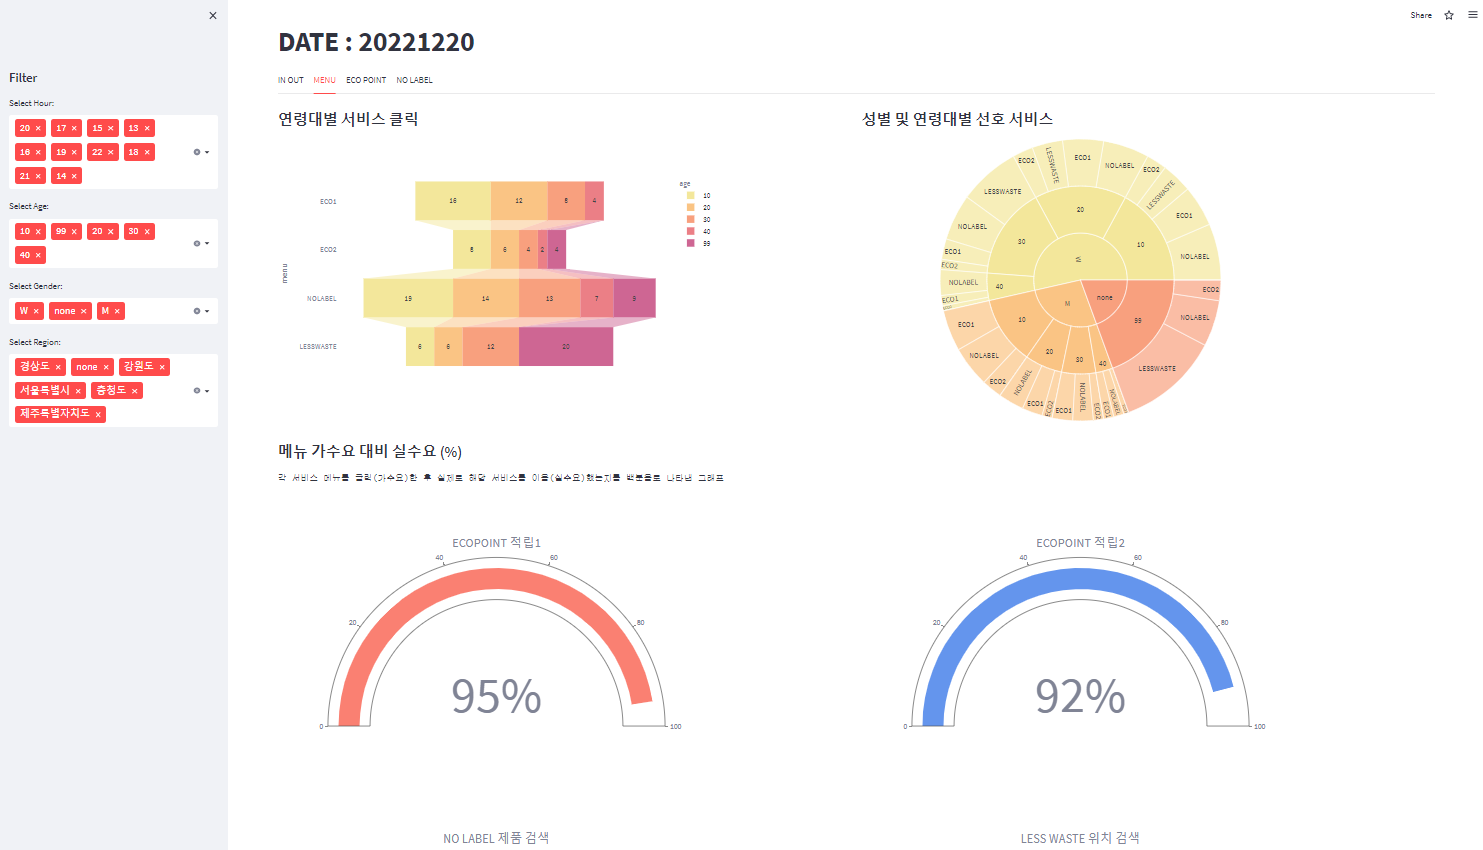 Share
DATE : 20221220
IN OUT MENU ECO POINT NO LABEL
Filter
Select Hour:
20 × 17 × 15 × 13 ×
16 × 19 × 22 × 18 ×
21 × 14 ×
Select Age:
10 × 99 × 20 × 30 ×
40 ×
Select Gender:
W × none × M ×
Select Region:
경상도 × none × 강원도 ×
서울특별시 × 충청도 ×
제주특별자치도 ×
연령대별 서비스 클릭
menu
ECO1 16 12 8 4
ECO2 8 6 4 2 4
NOLABEL 19 14 13 7 9
LESSWASTE 6 6 12 20
age
10
20
30
40
99
성별 및 연령대별 선호 서비스
W
20
ECO1
NOLABEL
LESSWASTE
ECO2
10
NOLABEL
ECO1
LESSWASTE
ECO2
30
LESSWASTE
NOLABEL
ECO1
ECO2
40
NOLABEL
ECO1
M
10
ECO1
NOLABEL
ECO2
20
NOLABEL
ECO1
ECO2
30
ECO1
NOLABEL
ECO2
40
ECO1
NOLABEL
none
99
LESSWASTE
NOLABEL
ECO2
메뉴 가수요 대비 실수요 (%)
각 서비스 메뉴를 클릭(가수요)한 후 실제로 해당 서비스를 이용(실수요)했는지를 백분율로 나타낸 그래프
ECOPOINT 적립1
0 20 40 60 80 100
95%
ECOPOINT 적립2
0 20 40 60 80 100
92%
NO LABEL 제품 검색
LESS WASTE 위치 검색